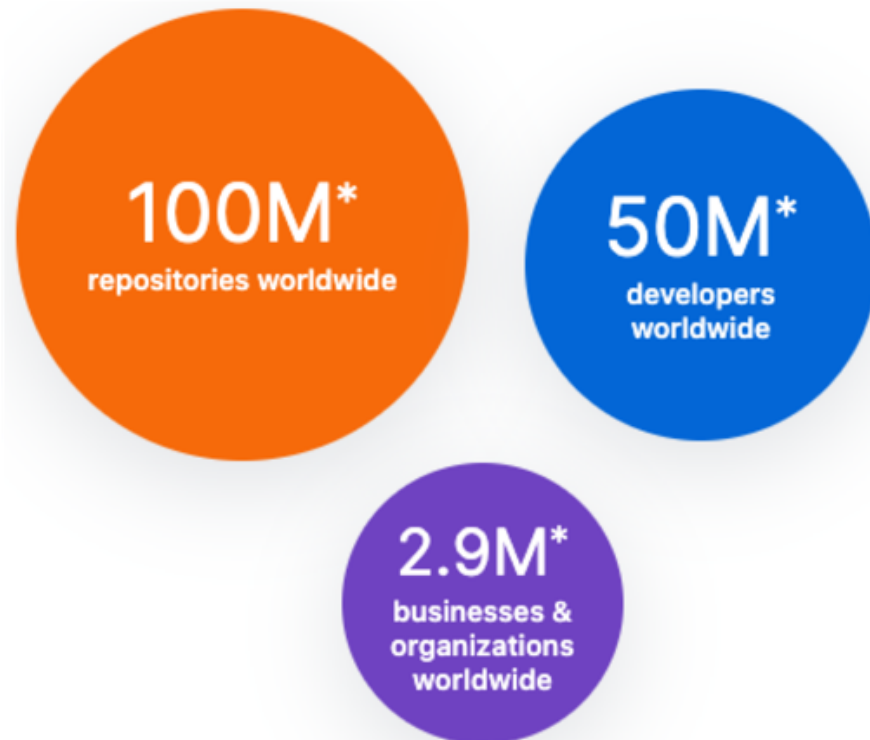 100M*
repositories worldwide
50M*
developers
worldwide
2.9M*
businesses &
organizations
worldwide